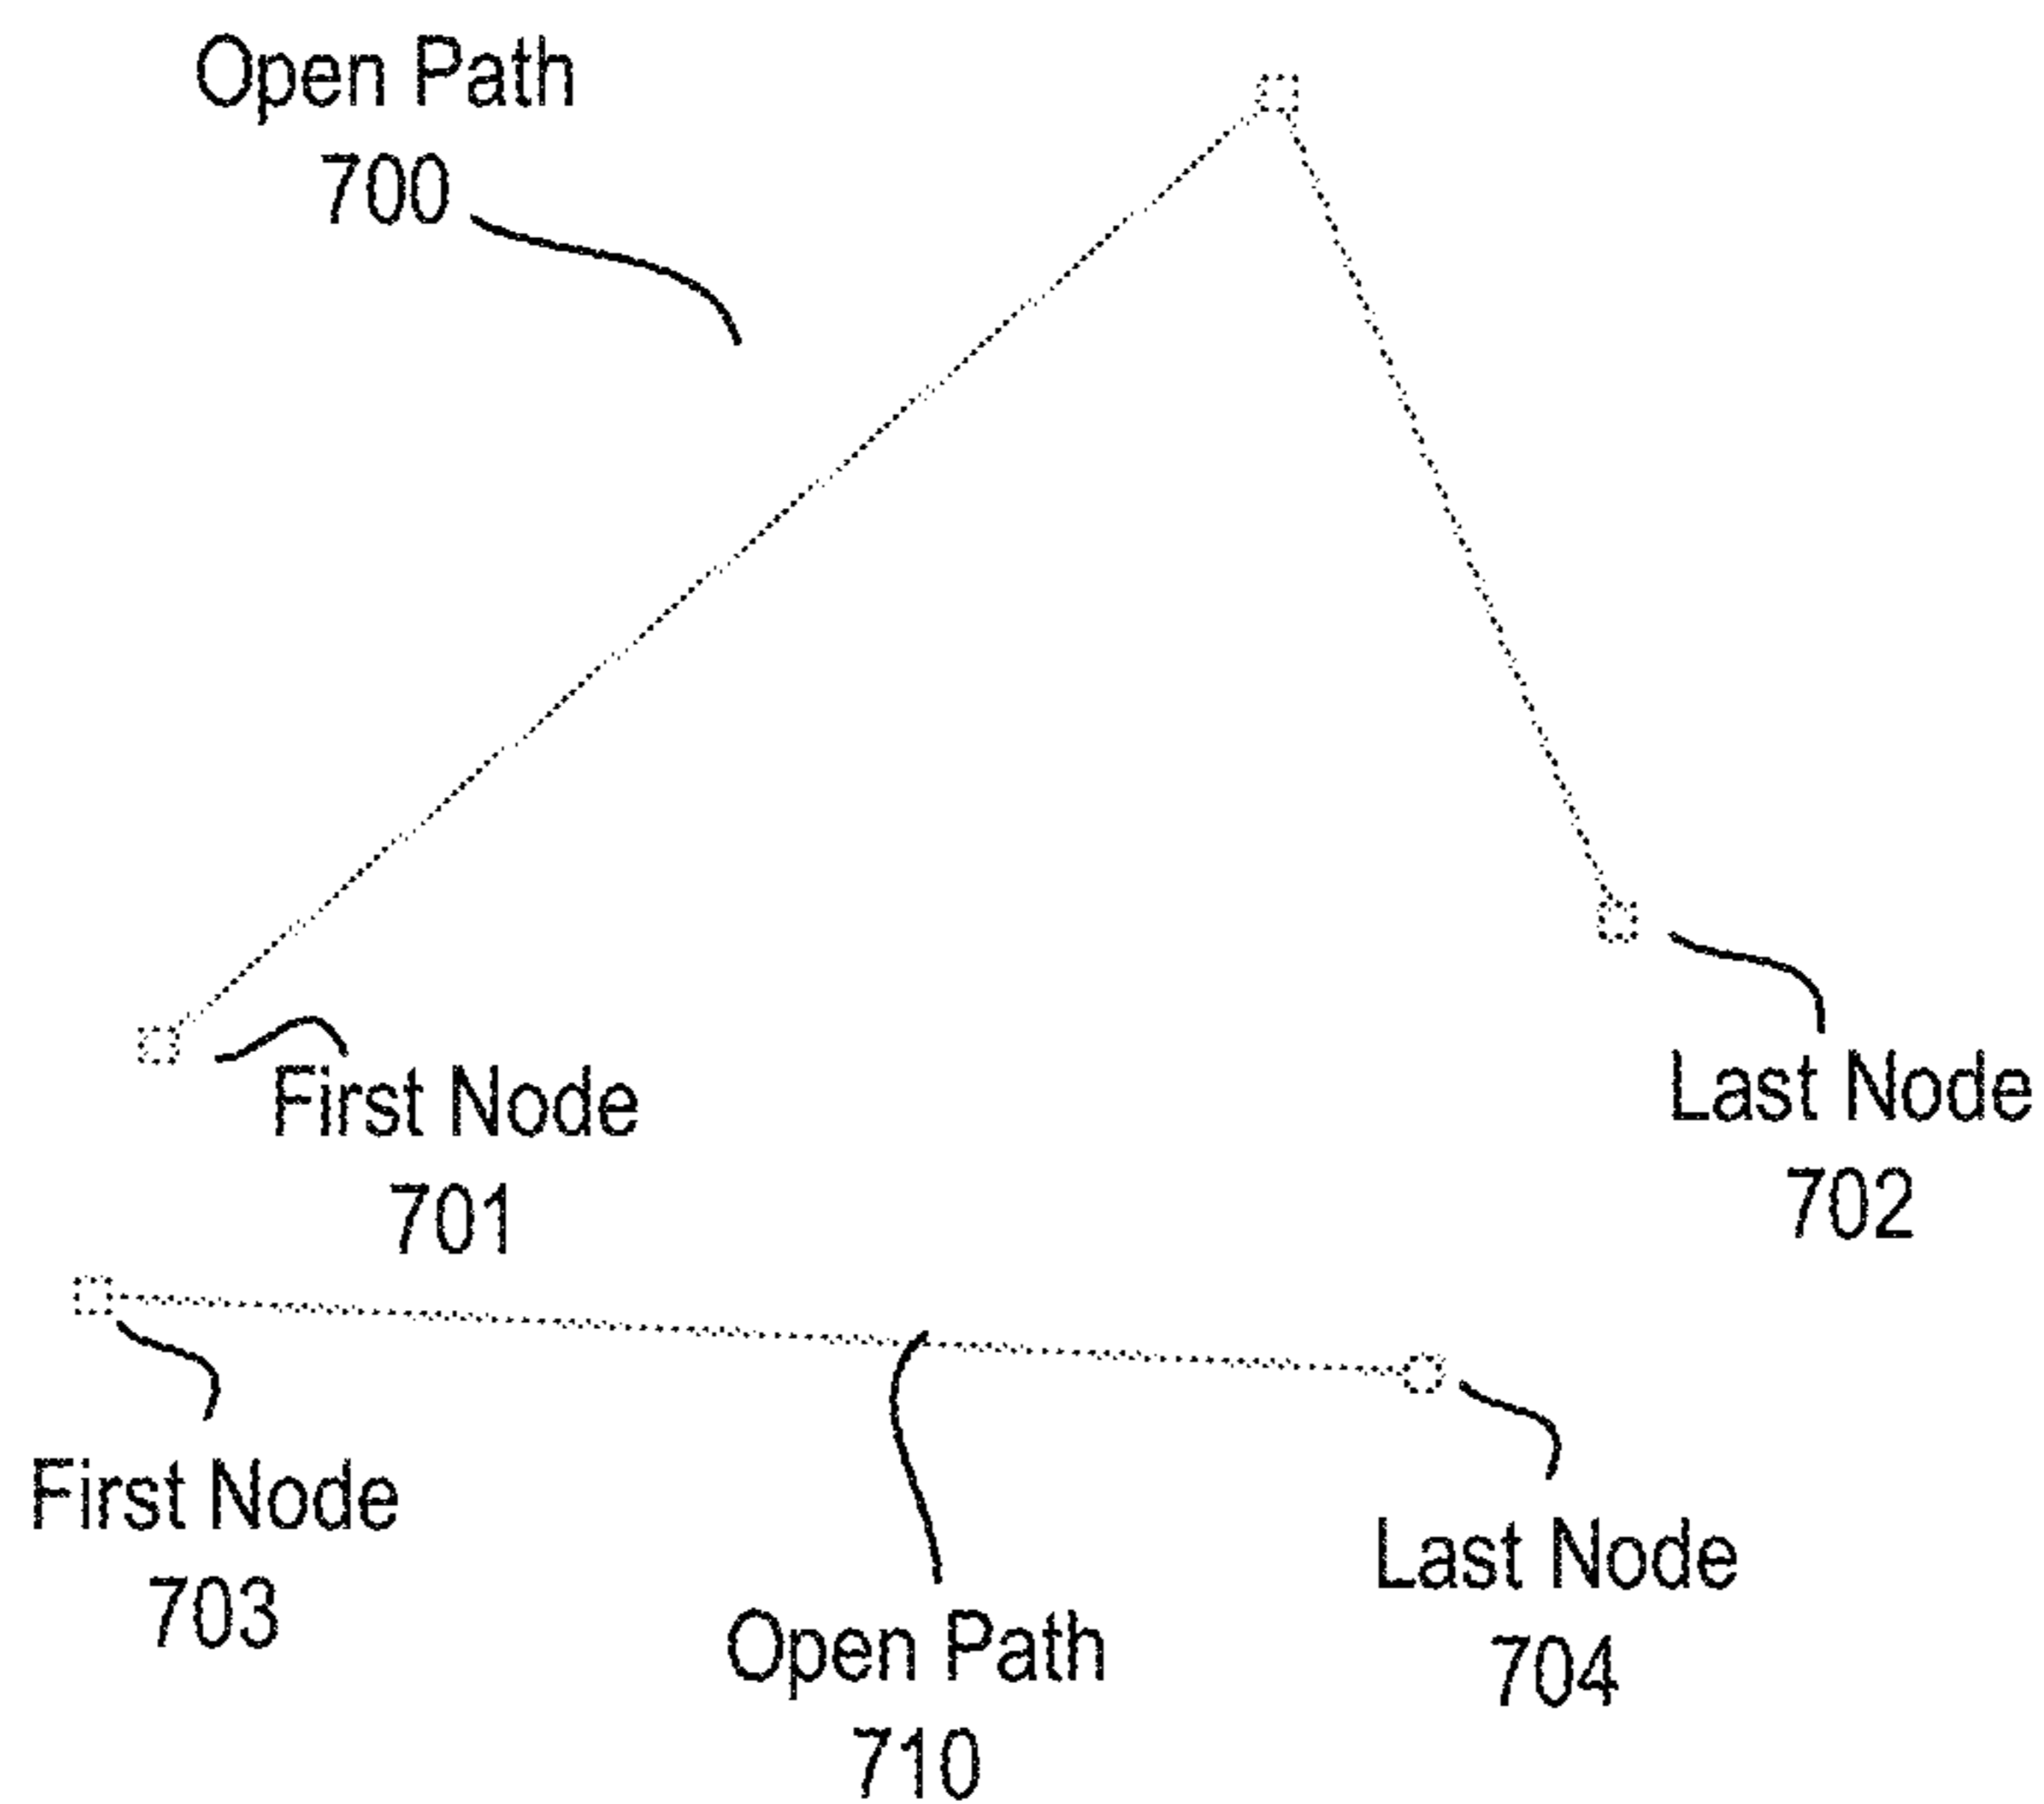 Open Path
700
First Node
701
Last Node
702
First Node
703
Last Node
704
Open Path
710